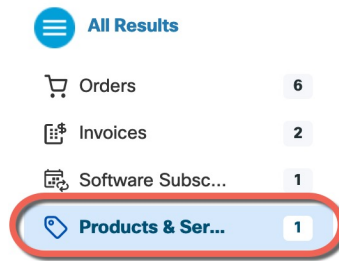 All Results
Orders 6
Invoices 2
Software Subsc... 1
Products & Ser... 1